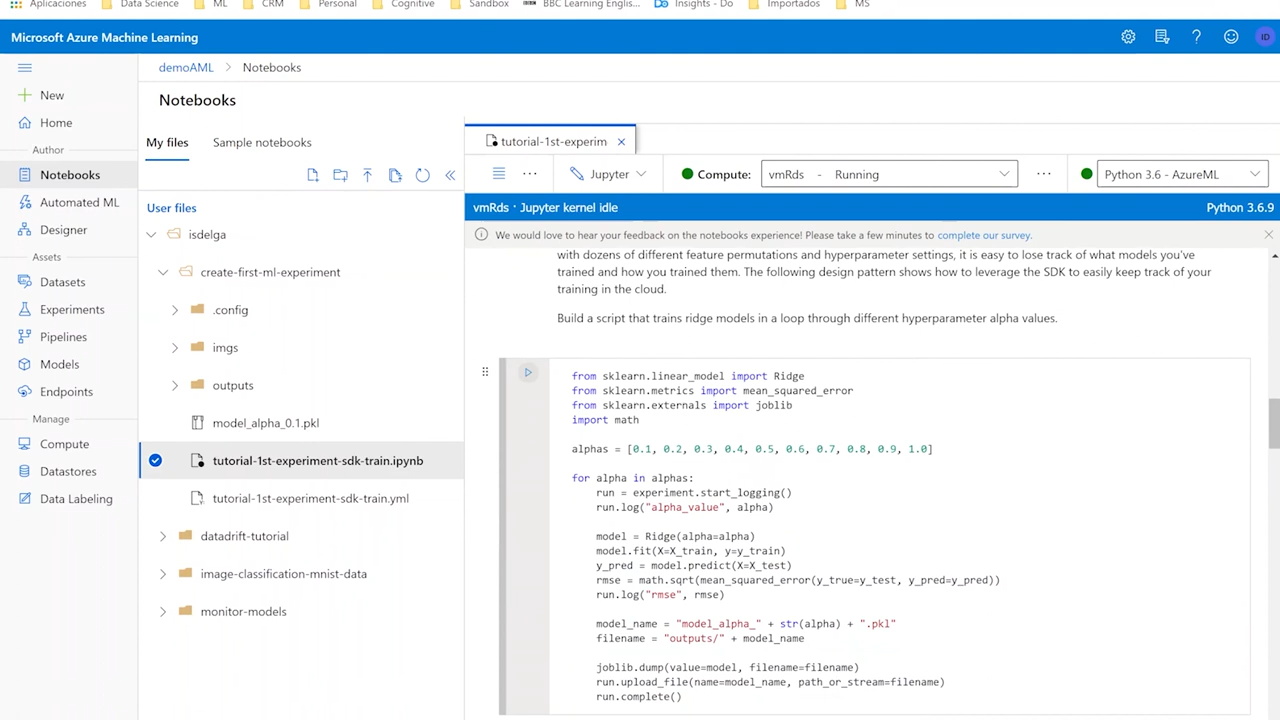 Aplicaciones Data Science ML CRM Personal Cognitive Sandbox BBC Learning Englis... Insights - Do Importados MS
Microsoft Azure Machine Learning ID
demoAML > Notebooks
New
Home
Author
Notebooks
Automated ML
Designer
Assets
Datasets
Experiments
Pipelines
Models
Endpoints
Manage
Compute
Datastores
Data Labeling
Notebooks
My files Sample notebooks
User files
isdelga
create-first-ml-experiment
.config
imgs
outputs
model_alpha_0.1.pkl
tutorial-1st-experiment-sdk-train.ipynb
tutorial-1st-experiment-sdk-train.yml
datadrift-tutorial
image-classification-mnist-data
monitor-models
tutorial-1st-experim ×
... Jupyter Compute: vmRds - Running ... Python 3.6 - AzureML
vmRds · Jupyter kernel idle Python 3.6.9
We would love to hear your feedback on the notebooks experience! Please take a few minutes to complete our survey.
with dozens of different feature permutations and hyperparameter settings, it is easy to lose track of what models you've
trained and how you trained them. The following design pattern shows how to leverage the SDK to easily keep track of your
training in the cloud.
Build a script that trains ridge models in a loop through different hyperparameter alpha values.
from sklearn.linear_model import Ridge
from sklearn.metrics import mean_squared_error
from sklearn.externals import joblib
import math
alphas = [0.1, 0.2, 0.3, 0.4, 0.5, 0.6, 0.7, 0.8, 0.9, 1.0]
for alpha in alphas:
run = experiment.start_logging()
run.log("alpha_value", alpha)
model = Ridge(alpha=alpha)
model.fit(X=X_train, y=y_train)
y_pred = model.predict(X=X_test)
rmse = math.sqrt(mean_squared_error(y_true=y_test, y_pred=y_pred))
run.log("rmse", rmse)
model_name = "model_alpha_" + str(alpha) + ".pkl"
filename = "outputs/" + model_name
joblib.dump(value=model, filename=filename)
run.upload_file(name=model_name, path_or_stream=filename)
run.complete()